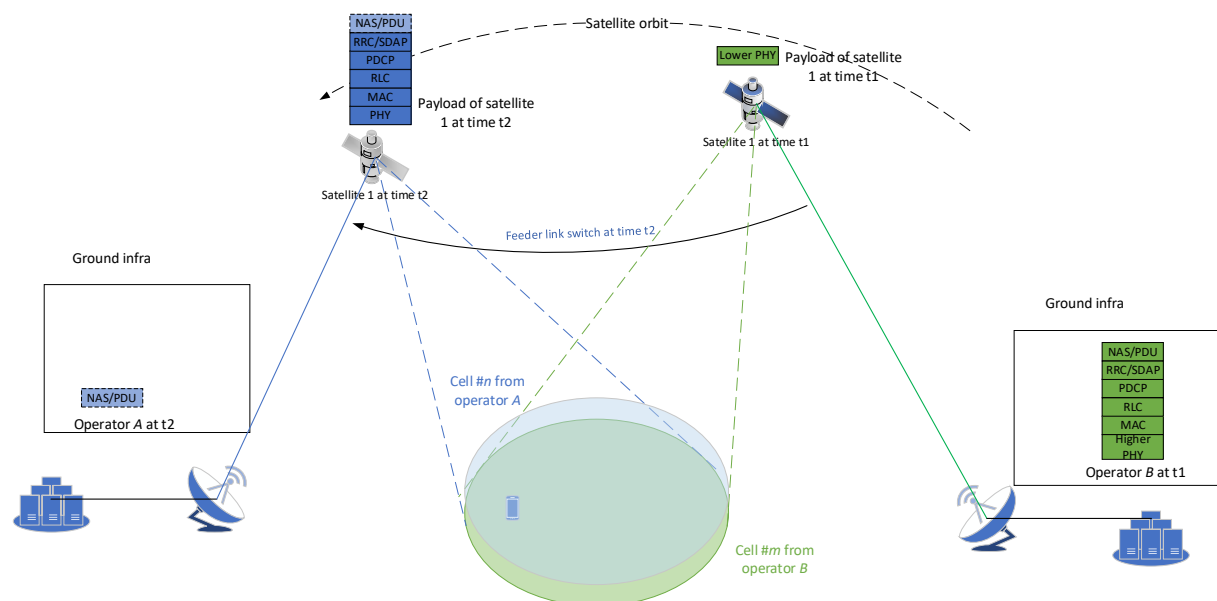 NAS/PDU
RRC/SDAP
PDCP
RLC
MAC
PHY
Payload of satellite
1 at time t2
Satellite 1 at time t2
Satellite orbit
Lower PHY
Payload of satellite
1 at time t1
Satellite 1 at time t1
Feeder link switch at time t2
Ground infra
NAS/PDU
Operator A at t2
Cell #n from
operator A
Cell #m from
operator B
Ground infra
NAS/PDU
RRC/SDAP
PDCP
RLC
MAC
Higher
PHY
Operator B at t1